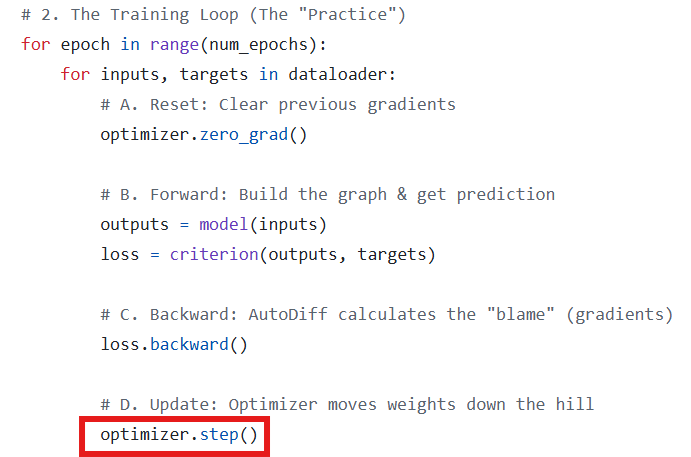 # 2. The Training Loop (The "Practice")
for epoch in range(num_epochs):
    for inputs, targets in dataloader:
        # A. Reset: Clear previous gradients
        optimizer.zero_grad()

        # B. Forward: Build the graph & get prediction
        outputs = model(inputs)
        loss = criterion(outputs, targets)

        # C. Backward: AutoDiff calculates the "blame" (gradients)
        loss.backward()

        # D. Update: Optimizer moves weights down the hill
        optimizer.step()